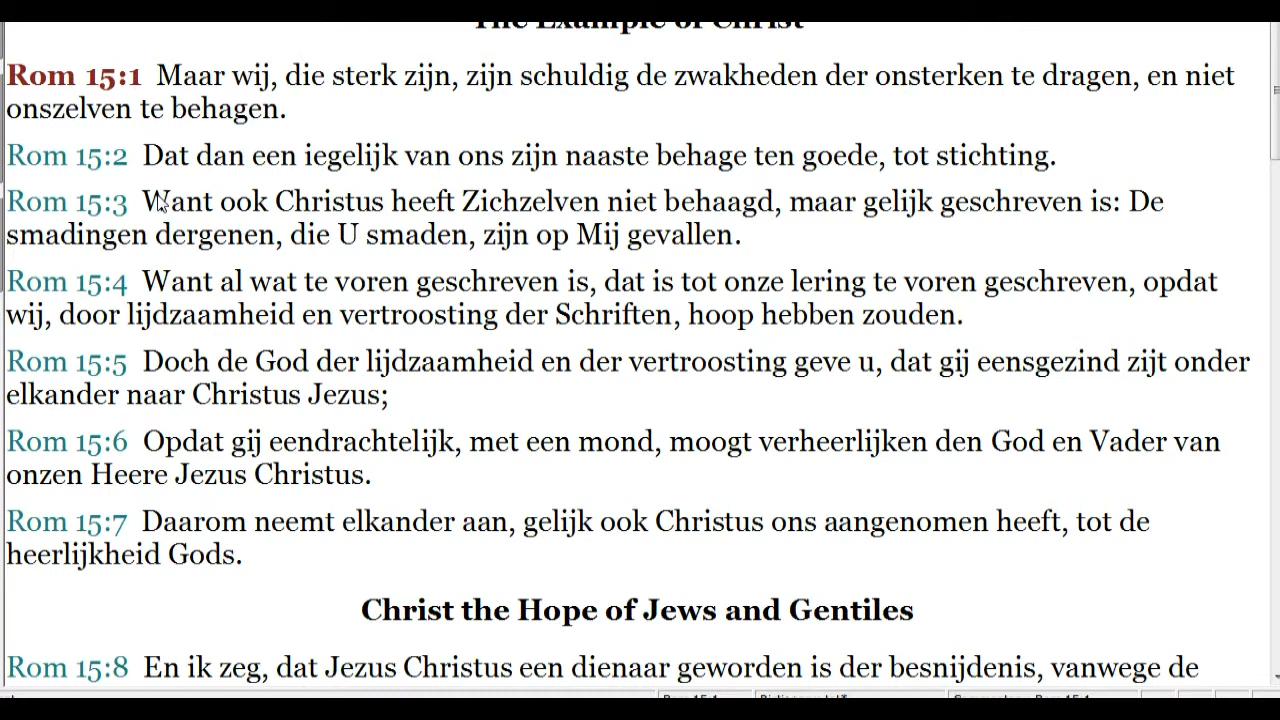 The Example of Christ
Rom 15:1 Maar wij, die sterk zijn, zijn schuldig de zwakheden der onsterken te dragen, en niet
onszelven te behagen.
Rom 15:2 Dat dan een iegelijk van ons zijn naaste behage ten goede, tot stichting.
Rom 15:3 Want ook Christus heeft Zichzelven niet behaagd, maar gelijk geschreven is: De
smadingen dergenen, die U smaden, zijn op Mij gevallen.
Rom 15:4 Want al wat te voren geschreven is, dat is tot onze lering te voren geschreven, opdat
wij, door lijdzaamheid en vertroosting der Schriften, hoop hebben zouden.
Rom 15:5 Doch de God der lijdzaamheid en der vertroosting geve u, dat gij eensgezind zijt onder
elkander naar Christus Jezus;
Rom 15:6 Opdat gij eendrachtelijk, met een mond, moogt verheerlijken den God en Vader van
onzen Heere Jezus Christus.
Rom 15:7 Daarom neemt elkander aan, gelijk ook Christus ons aangenomen heeft, tot de
heerlijkheid Gods.
Christ the Hope of Jews and Gentiles
Rom 15:8 En ik zeg, dat Jezus Christus een dienaar geworden is der besnijdenis, vanwege de